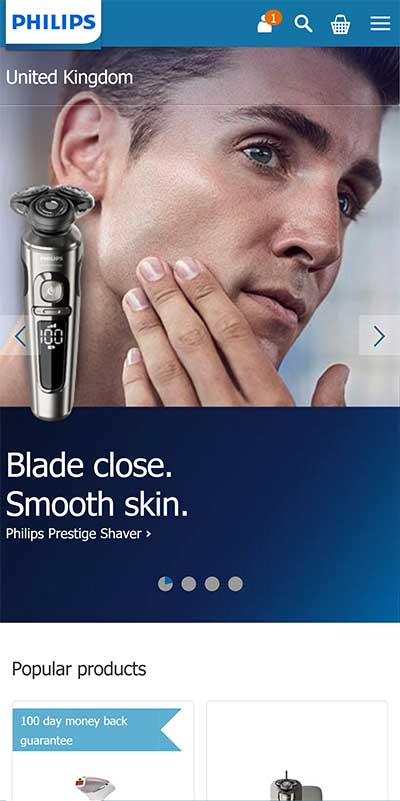 PHILIPS
1
United Kingdom
PHILIPS
100
Blade close.
Smooth skin.
Philips Prestige Shaver ›
Popular products
100 day money back
guarantee